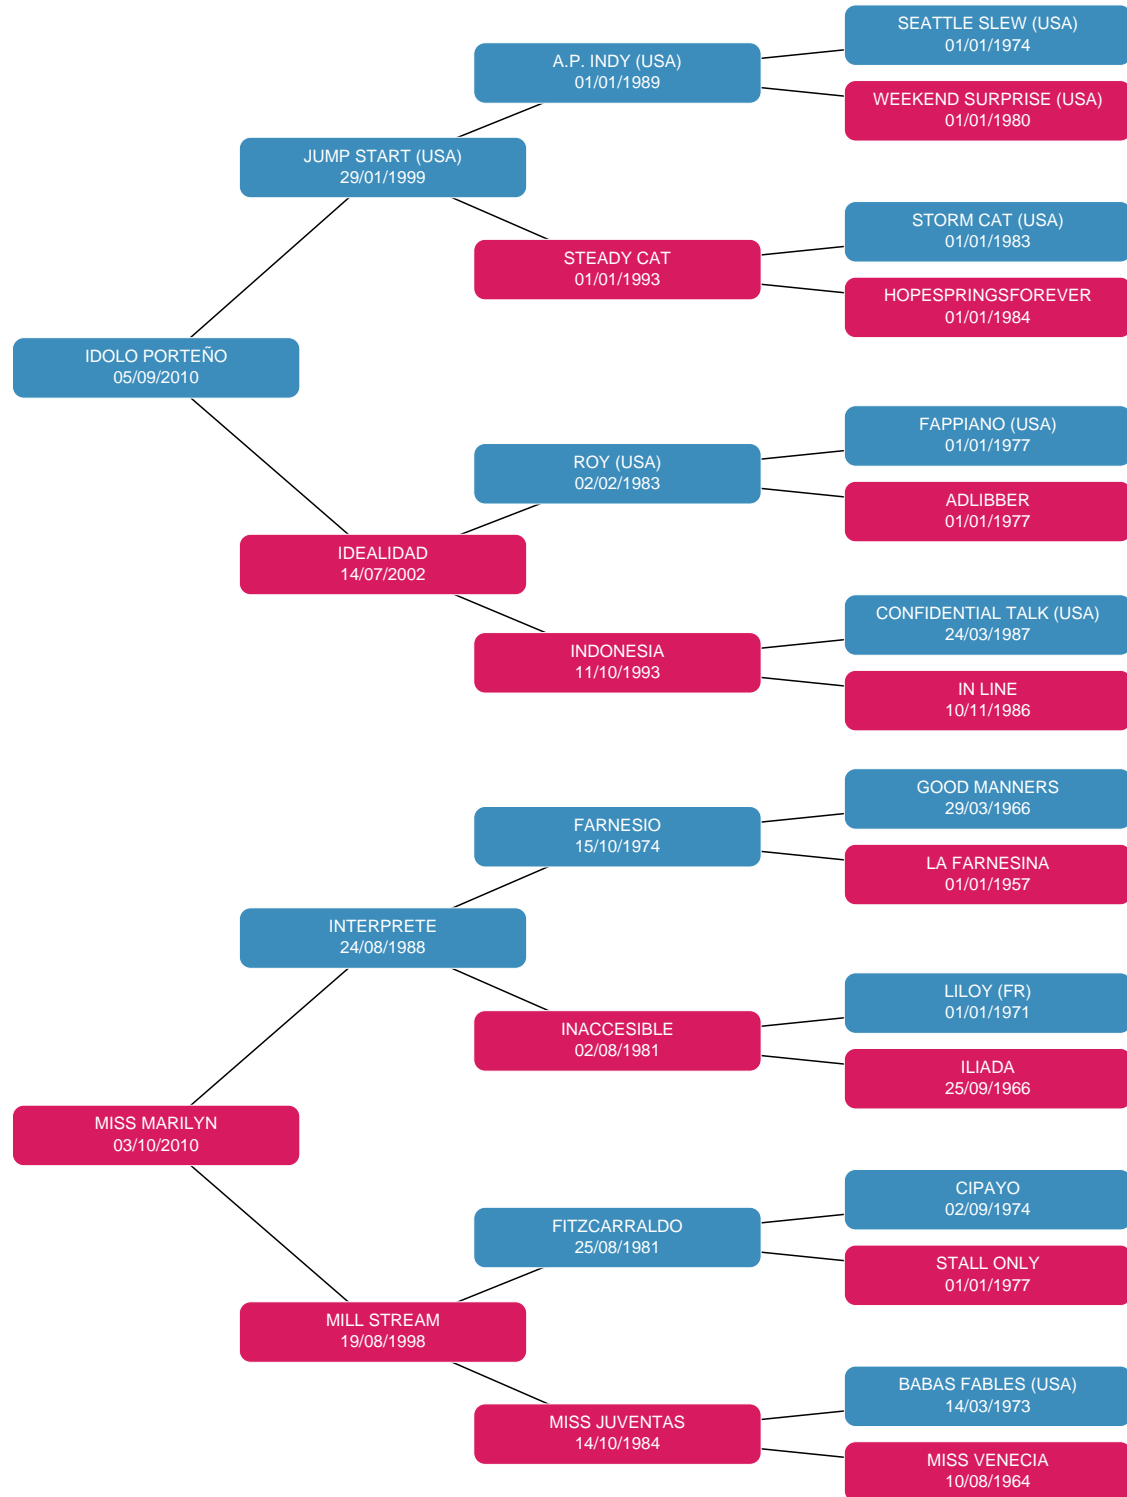 SEATTLE SLEW (USA)
01/01/1974
A.P. INDY (USA)
01/01/1989
WEEKEND SURPRISE (USA)
01/01/1980
JUMP START (USA)
29/01/1999
STORM CAT (USA)
01/01/1983
STEADY CAT
01/01/1993
HOPESPRINGSFOREVER
01/01/1984
IDOLO PORTEÑO
05/09/2010
FAPPIANO (USA)
01/01/1977
ROY (USA)
02/02/1983
ADLIBBER
01/01/1977
IDEALIDAD
14/07/2002
CONFIDENTIAL TALK (USA)
24/03/1987
INDONESIA
11/10/1993
IN LINE
10/11/1986
GOOD MANNERS
29/03/1966
FARNESIO
15/10/1974
LA FARNESINA
01/01/1957
INTERPRETE
24/08/1988
LILOY (FR)
01/01/1971
INACCESIBLE
02/08/1981
ILIADA
25/09/1966
MISS MARILYN
03/10/2010
CIPAYO
02/09/1974
FITZCARRALDO
25/08/1981
STALL ONLY
01/01/1977
MILL STREAM
19/08/1998
BABAS FABLES (USA)
14/03/1973
MISS JUVENTAS
14/10/1984
MISS VENECIA
10/08/1964